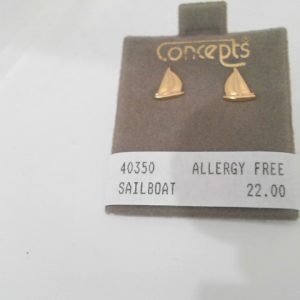 Concepts
40350 ALLERGY FREE
SAILBOAT 22.00